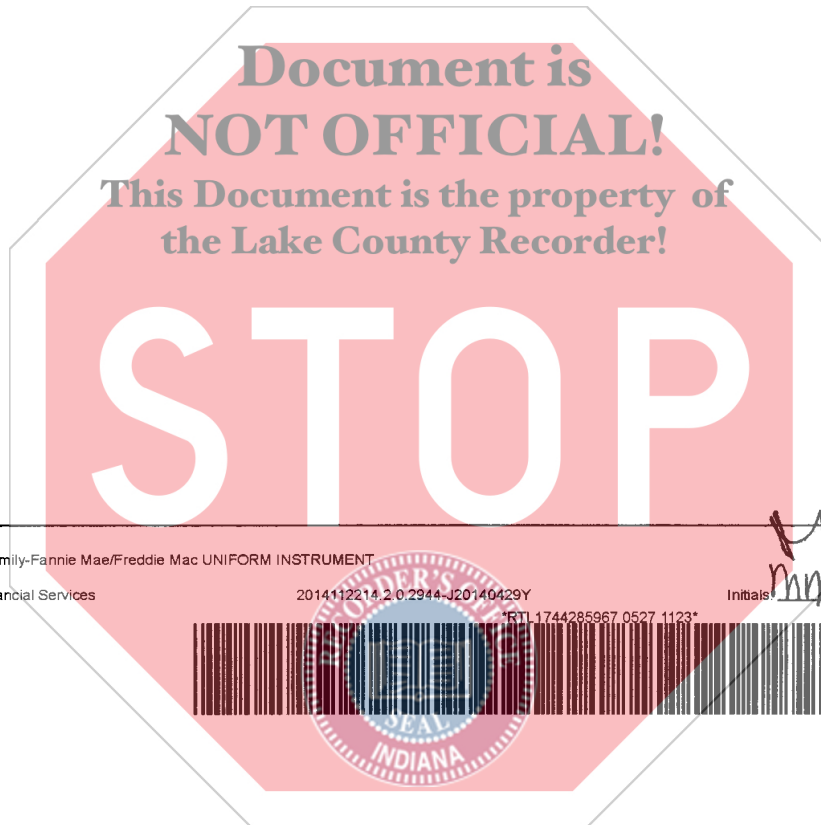 Document is
NOT OFFICIAL!
This Document is the property of
the Lake County Recorder!
STOP
mily-Fannie Mae/Freddie Mac UNIFORM INSTRUMENT
ancial Services 2014112214.2.0.2944-J20140429Y Initials:
*RTL1744285967 0527 1123*
RECORDER'S OFFICE
SEAL
INDIANA